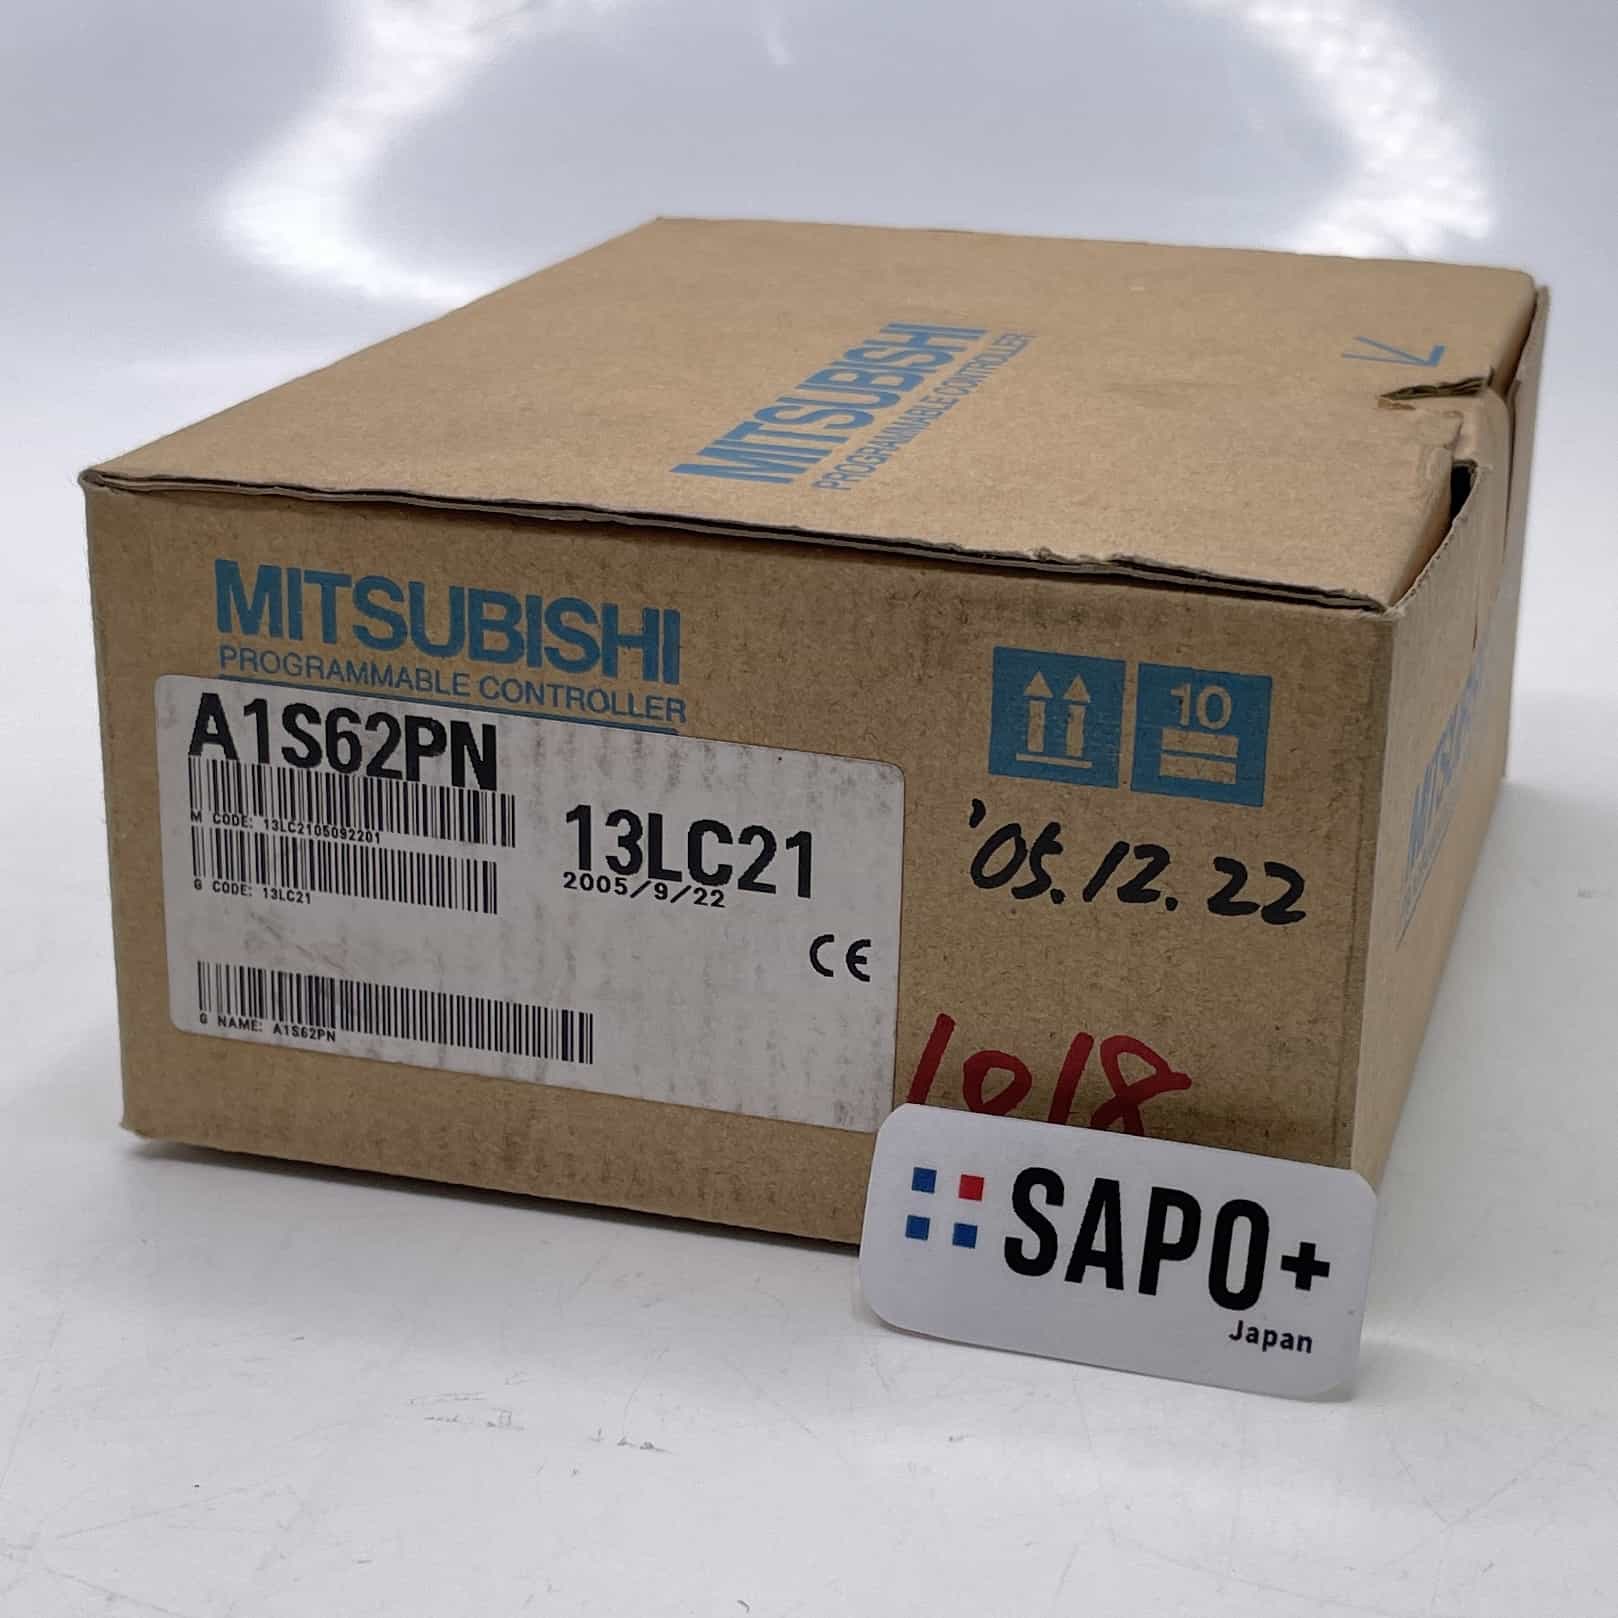 MITSUBISHI
PROGRAMMABLE CONTROLLER
MITSUBISHI
PROGRAMMABLE CONTROLLER
10
A1S62PN
M CODE: 13LC2105092201
G CODE: 13LC21
13LC21
2005/9/22
CE
G NAME: A1S62PN
'05.12.22
1018
SAPO+
Japan